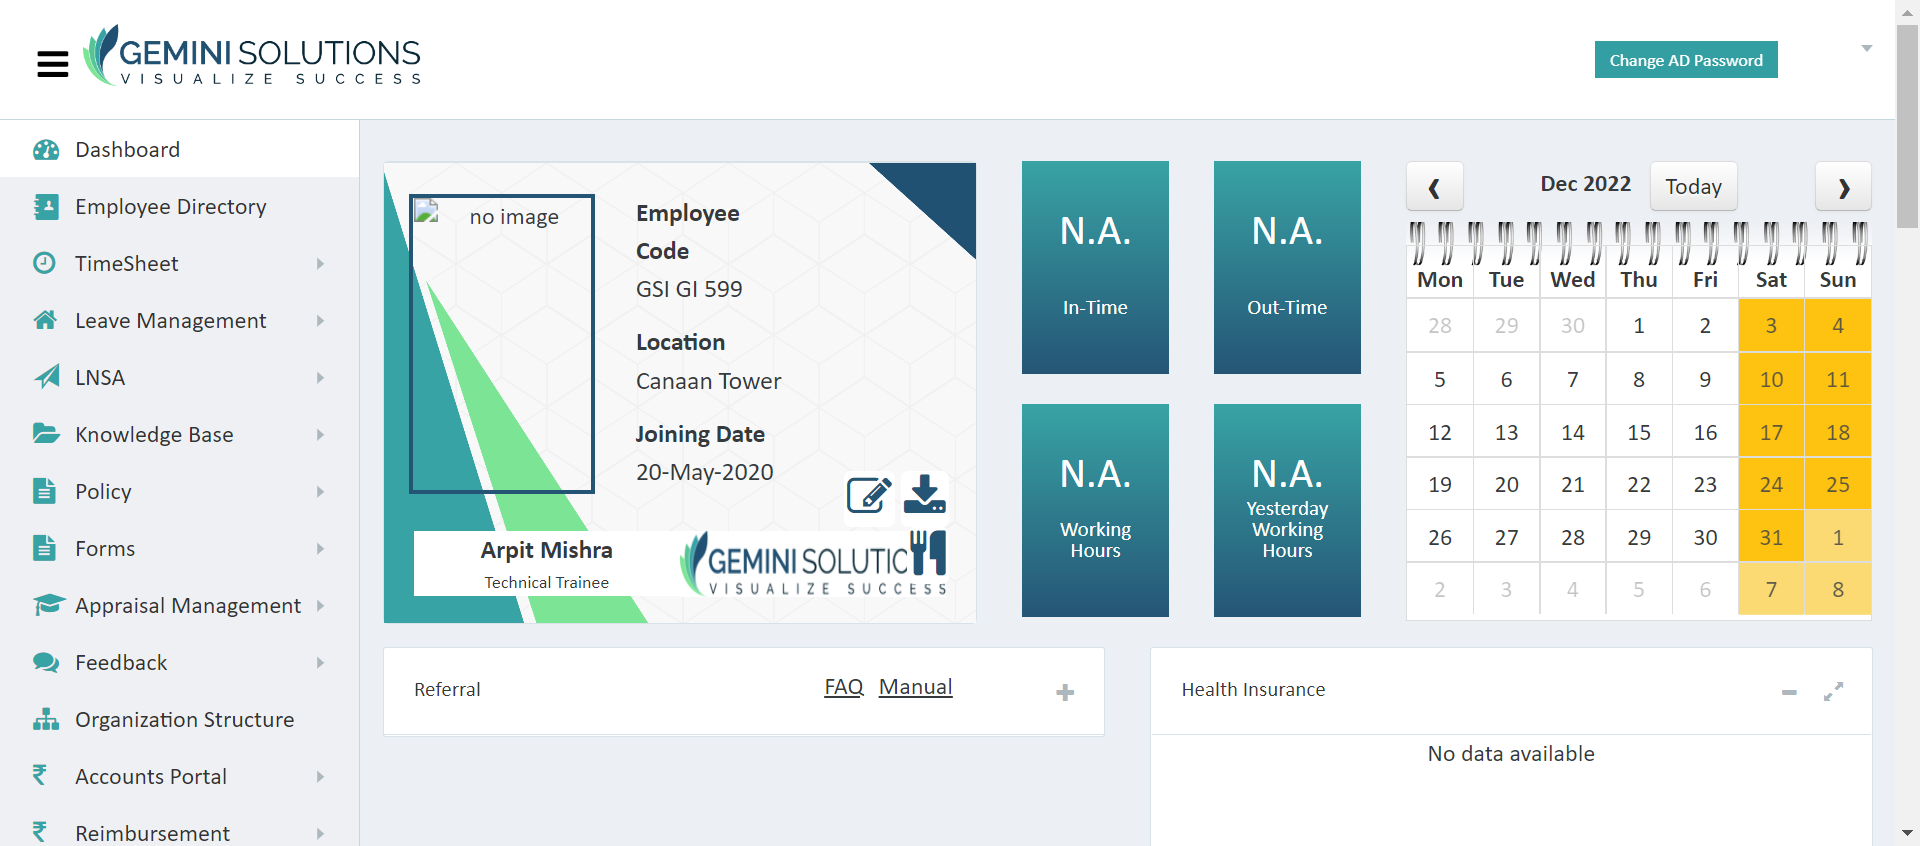 GEMINI SOLUTIONS
VISUALIZE SUCCESS
Change AD Password
Dashboard
Employee Directory
TimeSheet
Leave Management
LNSA
Knowledge Base
Policy
Forms
Appraisal Management
Feedback
Organization Structure
Accounts Portal
Reimbursement
no image
Employee
Code
GSI GI 599
Location
Canaan Tower
Joining Date
20-May-2020
Arpit Mishra
Technical Trainee
GEMINI SOLUTIC
VISUALIZE SUCCESS
N.A.
In-Time
N.A.
Out-Time
N.A.
Working
Hours
N.A.
Yesterday
Working
Hours
Dec 2022
Today
Mon Tue Wed Thu Fri Sat Sun
28 29 30 1 2 3 4
5 6 7 8 9 10 11
12 13 14 15 16 17 18
19 20 21 22 23 24 25
26 27 28 29 30 31 1
2 3 4 5 6 7 8
Referral
FAQ Manual
Health Insurance
No data available